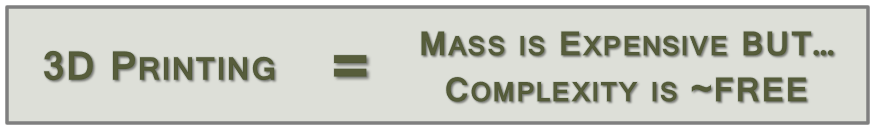 3D PRINTING = MASS IS EXPENSIVE BUT...
COMPLEXITY IS ~FREE